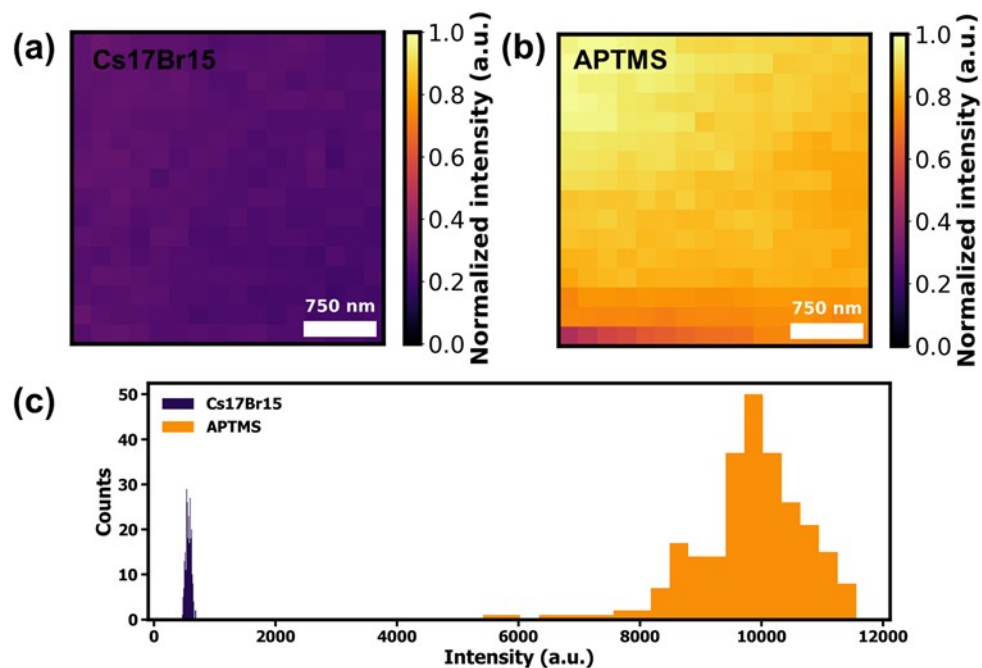 (a)
Cs17Br15
750 nm
1.0
0.8
0.6
0.4
0.2
0.0
Normalized intensity (a.u.)
(b)
APTMS
750 nm
1.0
0.8
0.6
0.4
0.2
0.0
Normalized intensity (a.u.)
(c)
Cs17Br15
APTMS
50
40
30
20
10
0
Counts
0 2000 4000 6000 8000 10000 12000
Intensity (a.u.)